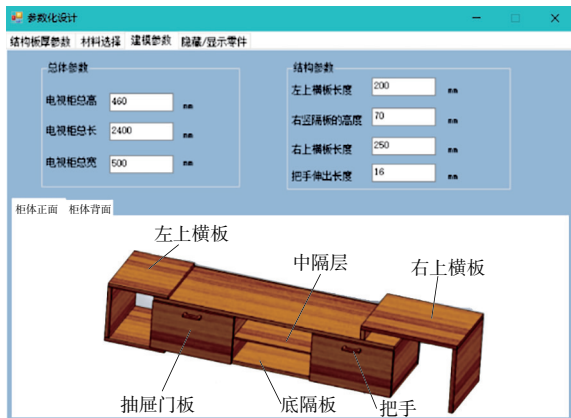 参数化设计
结构板厚参数 材料选择 建模参数 隐藏/显示零件
总体参数
电视柜总高 460 mm
电视柜总长 2400 mm
电视柜总宽 500 mm
结构参数
左上横板长度 200 mm
右竖隔板的高度 70 mm
右上横板长度 250 mm
把手伸出长度 16 mm
柜体正面 柜体背面
左上横板
中隔层
右上横板
抽屉门板
底隔板
把手